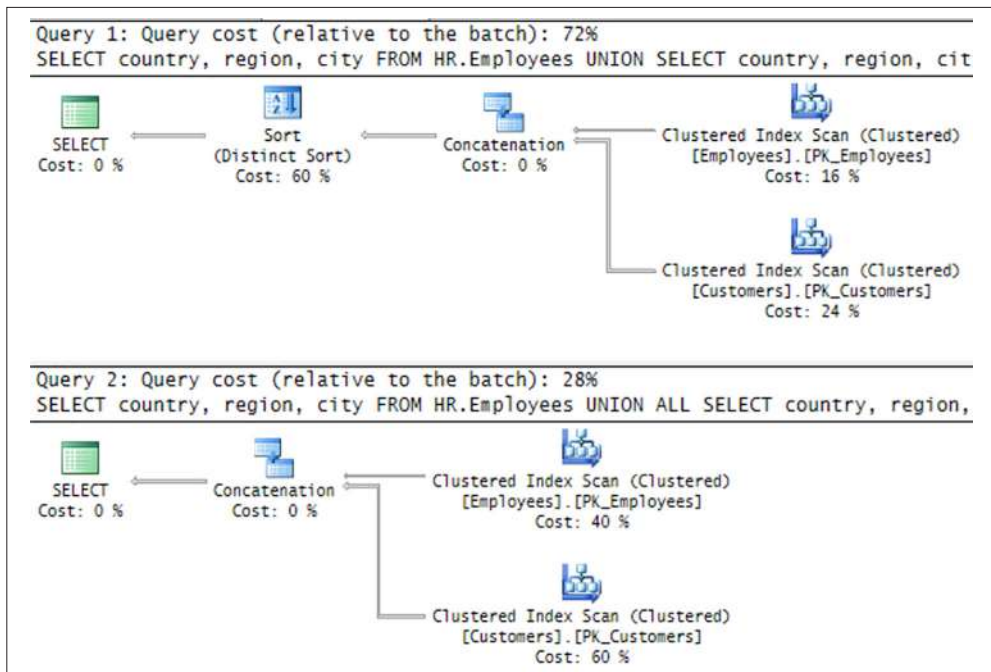 Query 1: Query cost (relative to the batch): 72%
SELECT country, region, city FROM HR.Employees UNION SELECT country, region, cit
SELECT
Cost: 0 %
Sort
(Distinct Sort)
Cost: 60 %
Concatenation
Cost: 0 %
Clustered Index Scan (Clustered)
[Employees].[PK_Employees]
Cost: 16 %
Clustered Index Scan (Clustered)
[Customers].[PK_Customers]
Cost: 24 %
Query 2: Query cost (relative to the batch): 28%
SELECT country, region, city FROM HR.Employees UNION ALL SELECT country, region,
SELECT
Cost: 0 %
Concatenation
Cost: 0 %
Clustered Index Scan (Clustered)
[Employees].[PK_Employees]
Cost: 40 %
Clustered Index Scan (Clustered)
[Customers].[PK_Customers]
Cost: 60 %